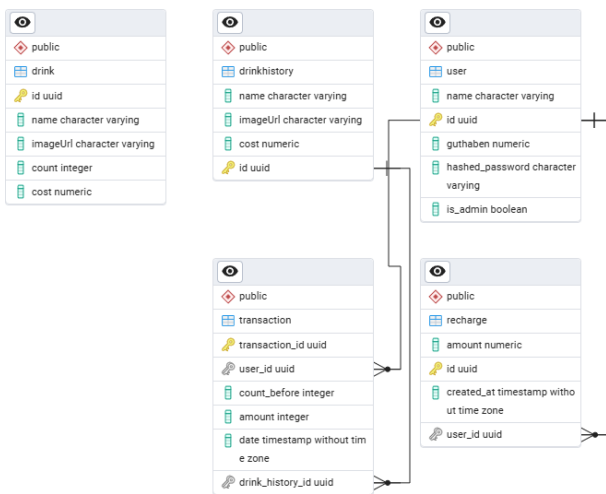 public
drink
id uuid
name character varying
imageUrl character varying
count integer
cost numeric
public
drinkhistory
name character varying
imageUrl character varying
cost numeric
id uuid
public
user
name character varying
id uuid
guthaben numeric
hashed_password character
varying
is_admin boolean
public
transaction
transaction_id uuid
user_id uuid
count_before integer
amount integer
date timestamp without tim
e zone
drink_history_id uuid
public
recharge
amount numeric
id uuid
created_at timestamp witho
ut time zone
user_id uuid